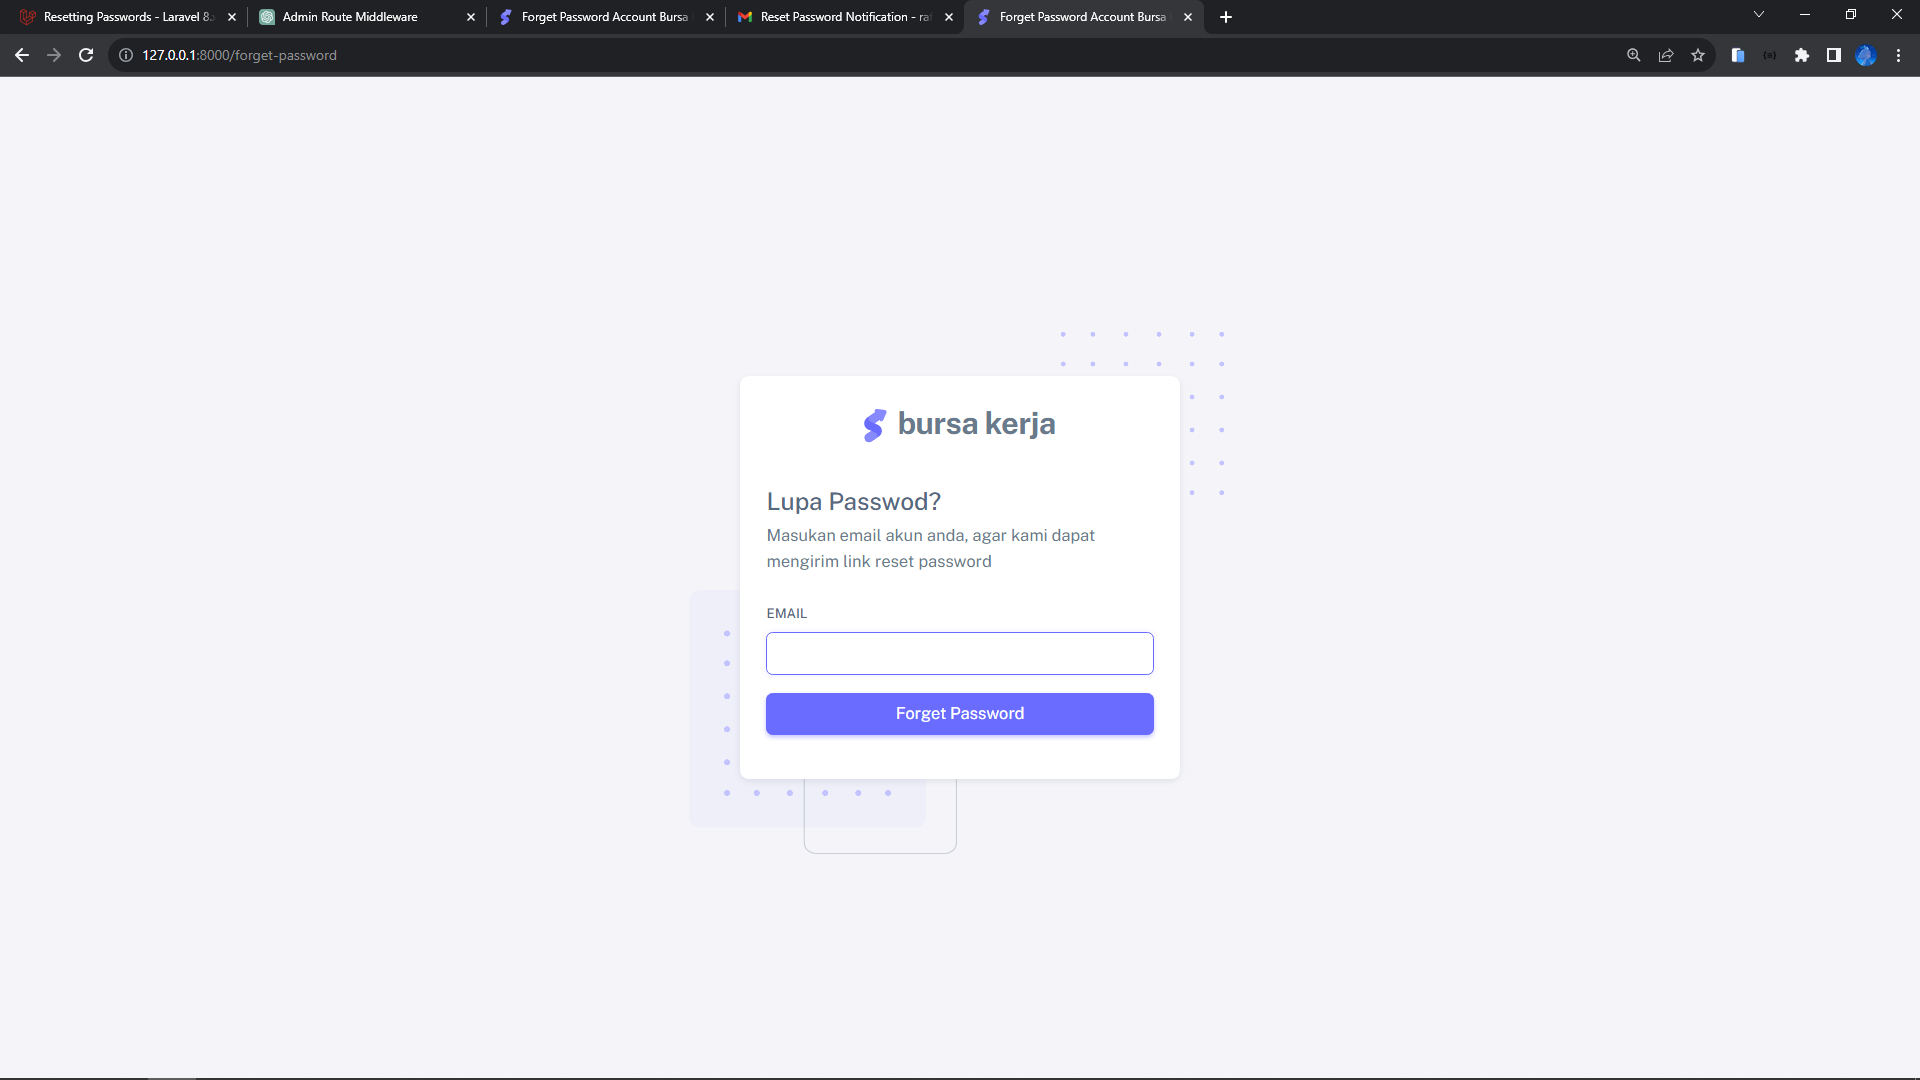 Resetting Passwords - Laravel 8.
Admin Route Middleware
Forget Password Account Bursa
Reset Password Notification - ra
Forget Password Account Bursa
127.0.0.1:8000/forget-password
bursa kerja
Lupa Passwod?
Masukan email akun anda, agar kami dapat
mengirim link reset password
EMAIL
Forget Password